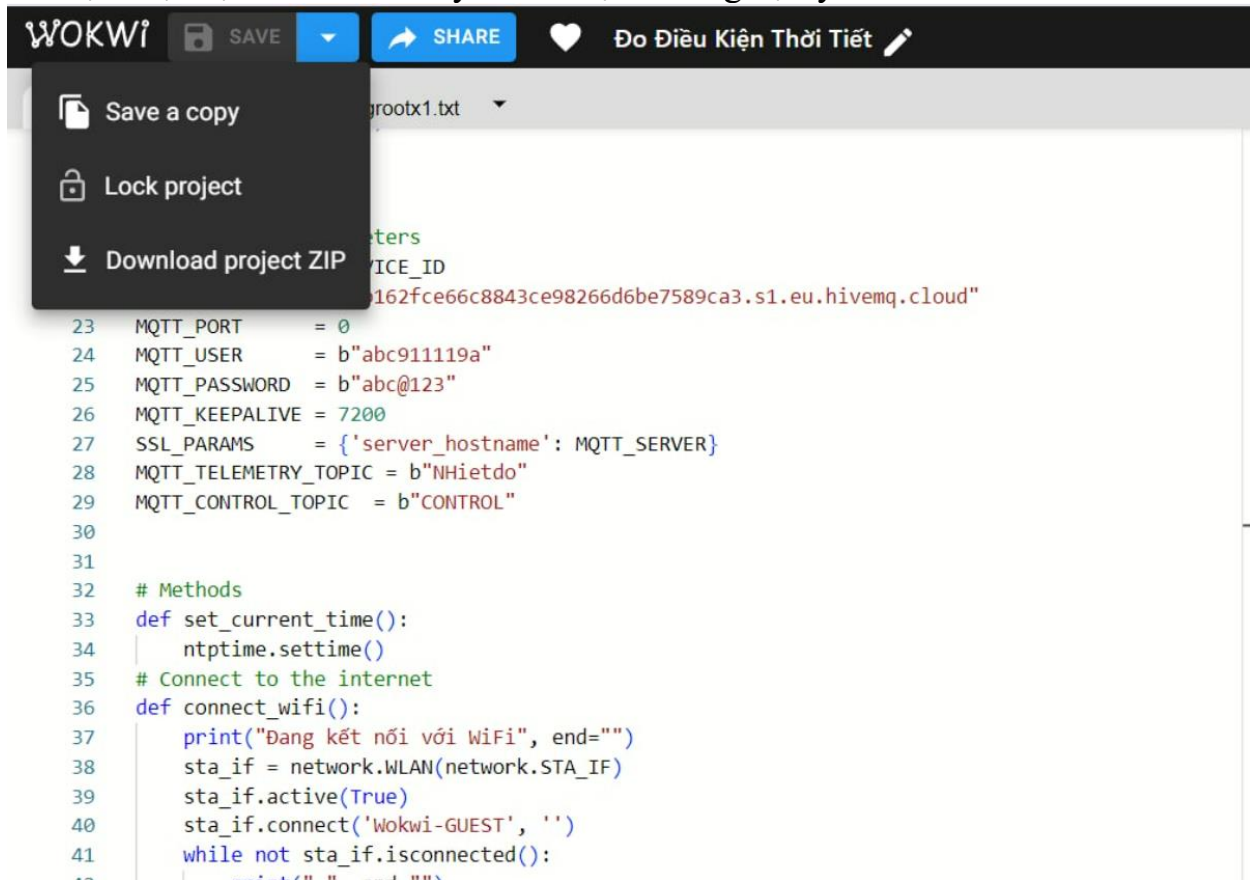 WOKWI SAVE SHARE Đo Điều Kiện Thời Tiết
Save a copy
grootx1.txt
Lock project
Download project ZIP
ters
VICE_ID
162fce66c8843ce98266d6be7589ca3.s1.eu.hivemq.cloud"
23 MQTT_PORT = 0
24 MQTT_USER = b"abc911119a"
25 MQTT_PASSWORD = b"abc@123"
26 MQTT_KEEPALIVE = 7200
27 SSL_PARAMS = {'server_hostname': MQTT_SERVER}
28 MQTT_TELEMETRY_TOPIC = b"NHietdo"
29 MQTT_CONTROL_TOPIC = b"CONTROL"
30
31
32 # Methods
33 def set_current_time():
34 ntptime.settime()
35 # Connect to the internet
36 def connect_wifi():
37 print("Đang kết nối với WiFi", end="")
38 sta_if = network.WLAN(network.STA_IF)
39 sta_if.active(True)
40 sta_if.connect('Wokwi-GUEST', '')
41 while not sta_if.isconnected():